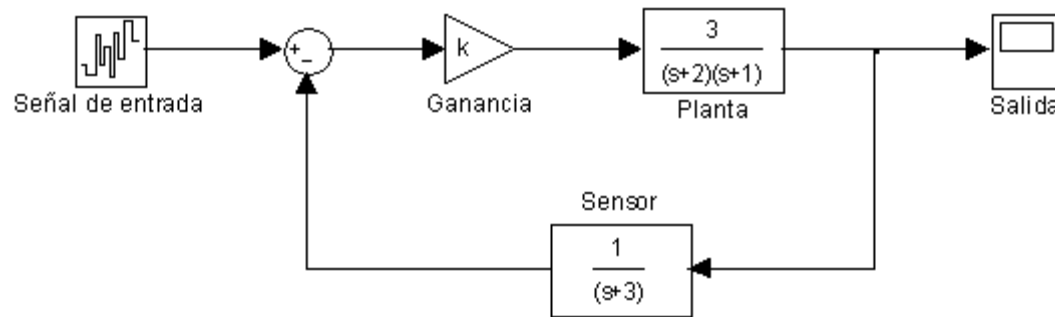 +
−
k
3
(s+2)(s+1)
Señal de entrada
Ganancia
Planta
Salida
Sensor
1
(s+3)